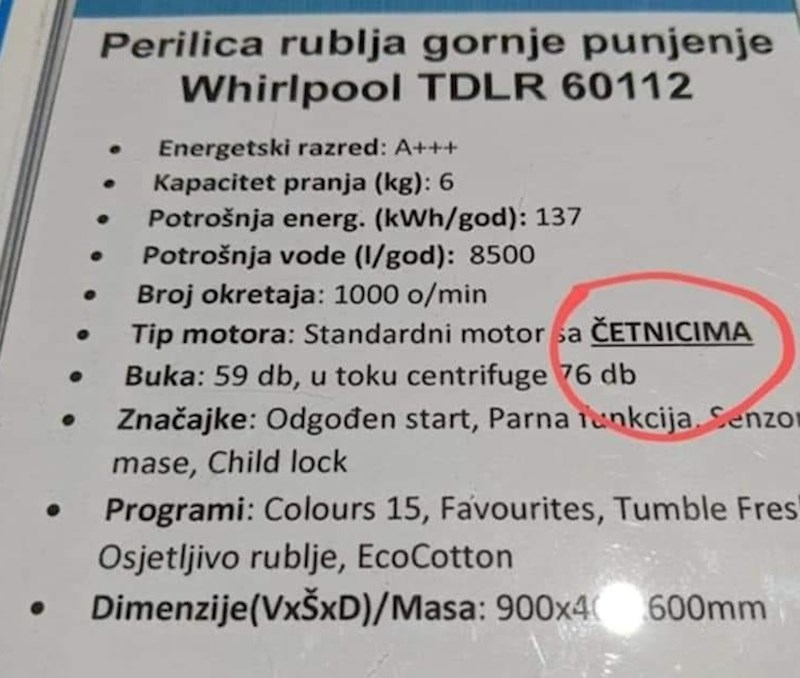 Perilica rublja gornje punjenje
Whirlpool TDLR 60112
• Energetski razred: A+++
• Kapacitet pranja (kg): 6
• Potrošnja energ. (kWh/god): 137
• Potrošnja vode (l/god): 8500
• Broj okretaja: 1000 o/min
• Tip motora: Standardni motor sa ČETNICIMA
• Buka: 59 db, u toku centrifuge 76 db
• Značajke: Odgođen start, Parna funkcija, Senzor
mase, Child lock
• Programi: Colours 15, Favourites, Tumble Fresh
Osjetljivo rublje, EcoCotton
• Dimenzije(VxŠxD)/Masa: 900x4 600mm